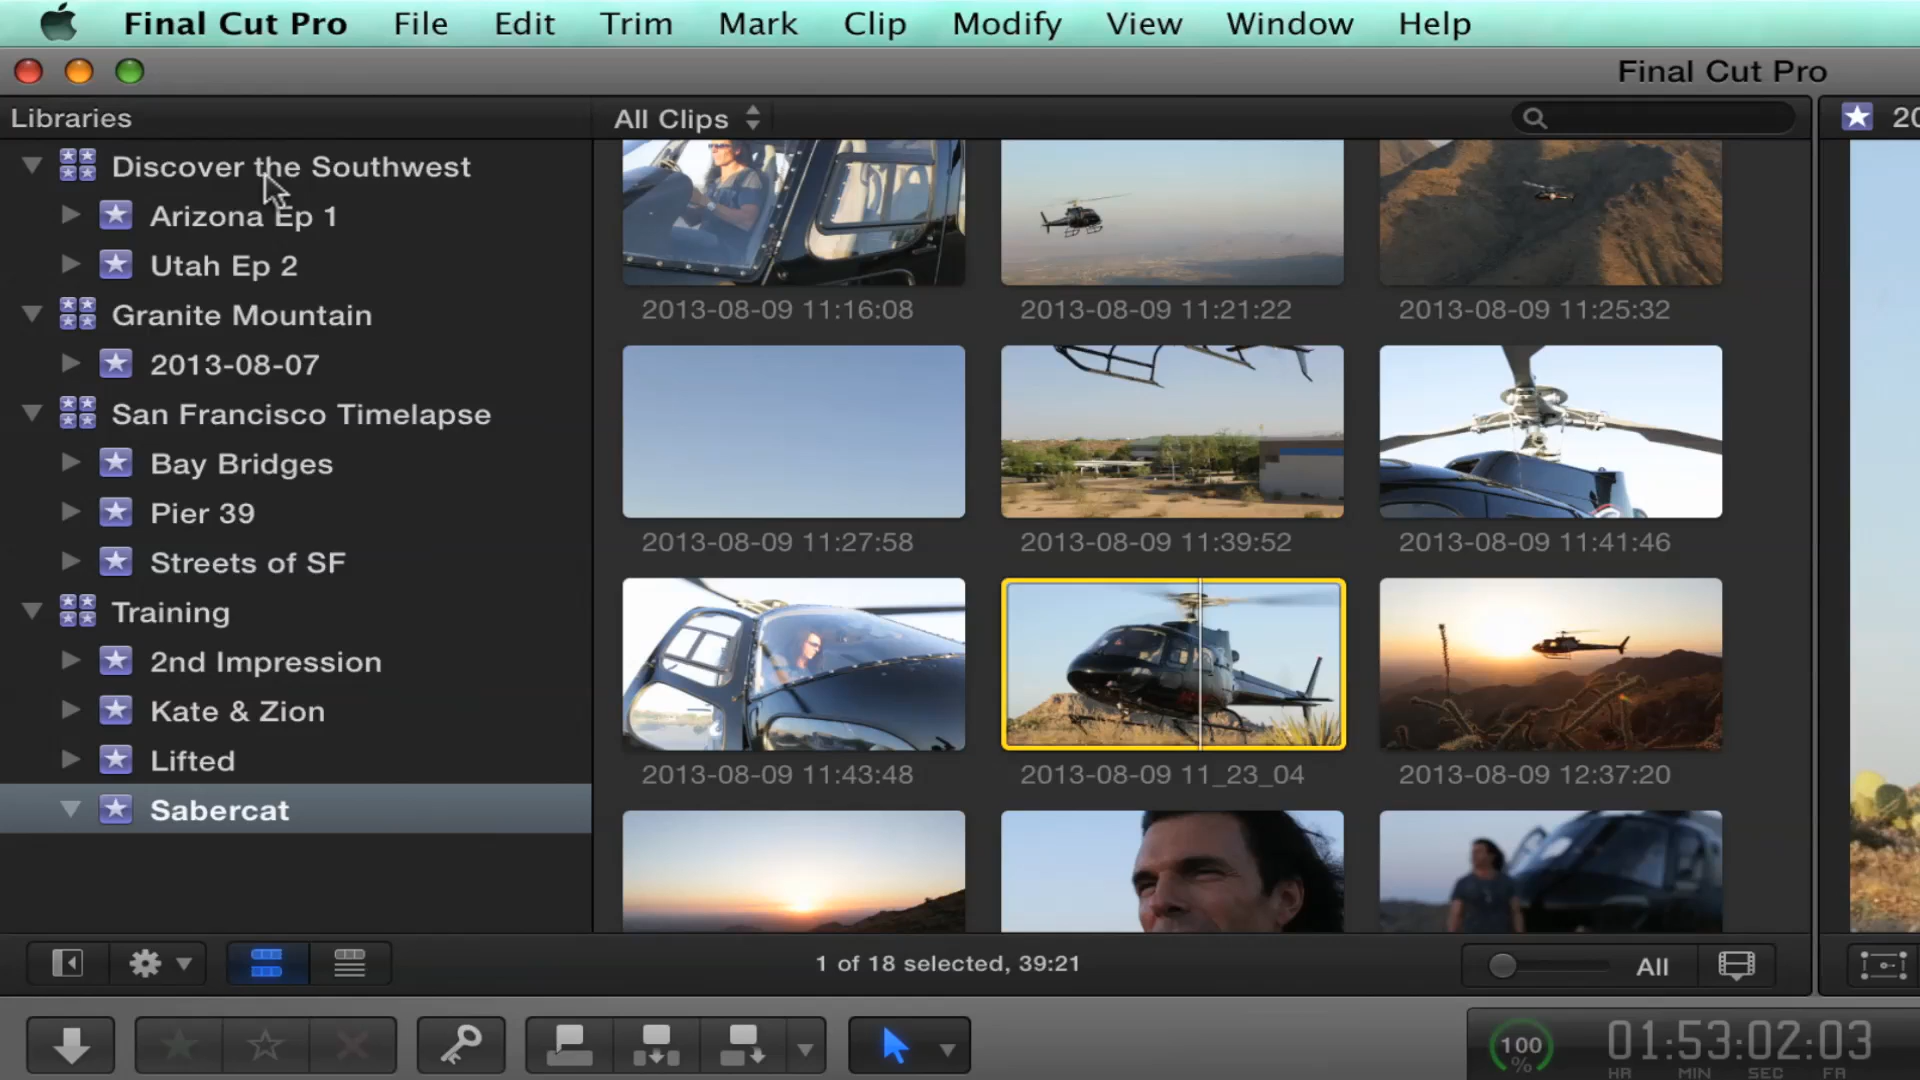 Final Cut Pro File Edit Trim Mark Clip Modify View Window Help
Final Cut Pro
Libraries
All Clips
20
Discover the Southwest
Arizona Ep 1
Utah Ep 2
Granite Mountain
2013-08-07
San Francisco Timelapse
Bay Bridges
Pier 39
Streets of SF
Training
2nd Impression
Kate & Zion
Lifted
Sabercat
2013-08-09 11:16:08
2013-08-09 11:21:22
2013-08-09 11:25:32
2013-08-09 11:27:58
2013-08-09 11:39:52
2013-08-09 11:41:46
2013-08-09 11:43:48
2013-08-09 11_23_04
2013-08-09 12:37:20
1 of 18 selected, 39:21
All
100
%
01:53:02:03
HR MIN SEC FR